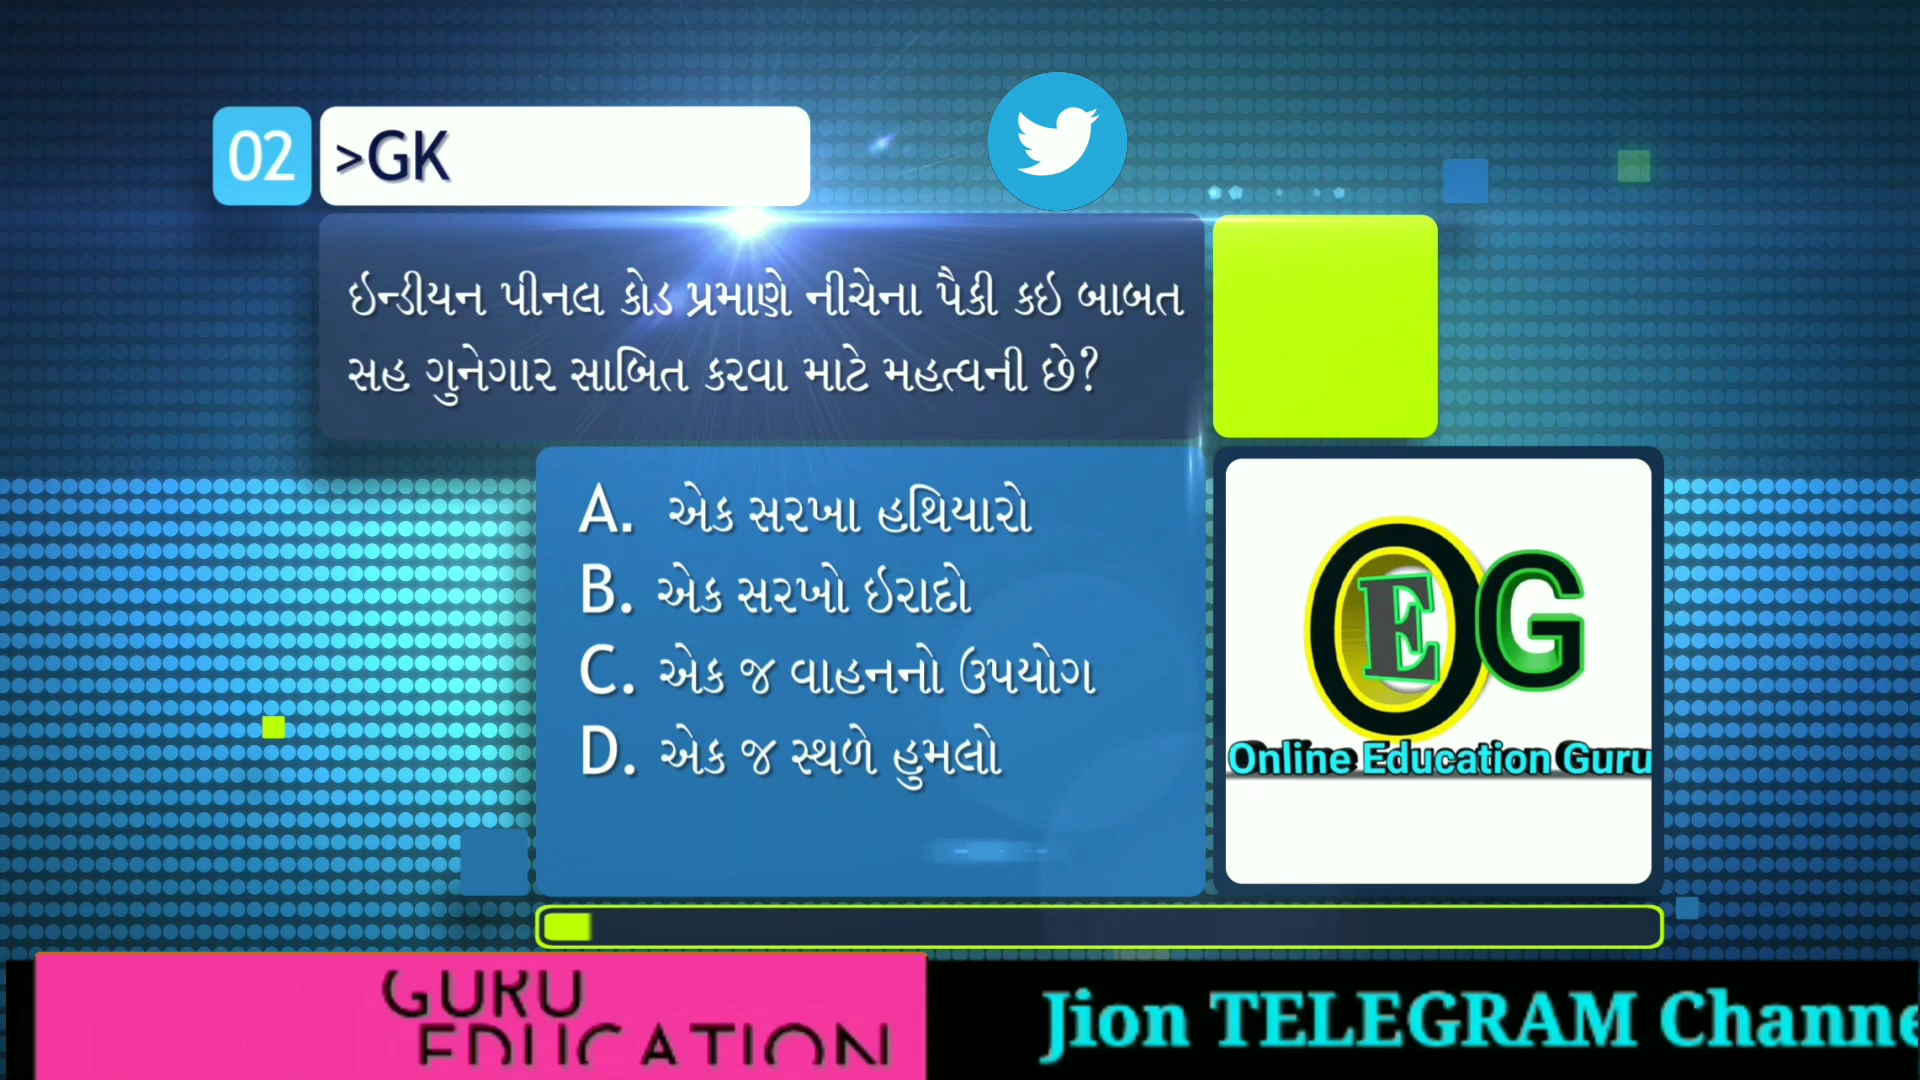 02 >GK
ઇન્ડીયન પીનલ કોડ પ્રમાણે નીચેના પૈકી કઇ બાબત
સહ ગુનેગાર સાબિત કરવા માટે મહત્વની છે?
A. એક સરખા હથિયારો
B. એક સરખો ઇરાદો
C. એક જ વાહનનો ઉપયોગ
D. એક જ સ્થળે હુમલો
OEG
Online Education Guru
GURU
EDUCATION
Jion TELEGRAM Channe